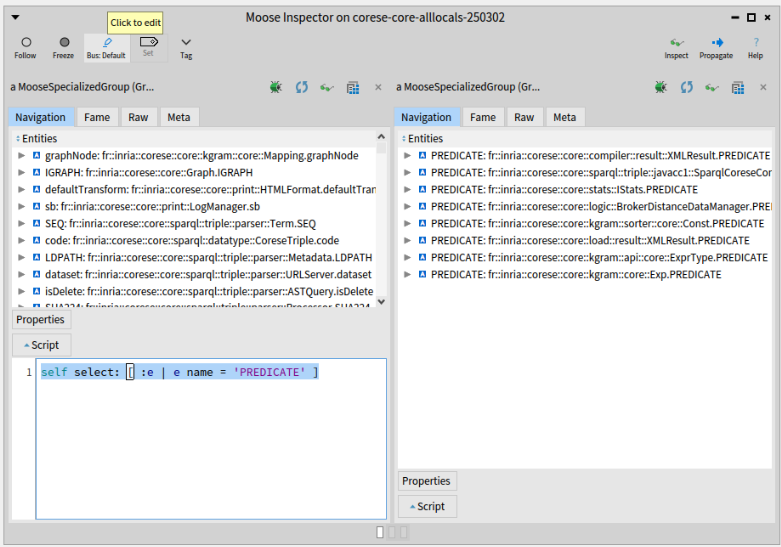 Click to edit
Moose Inspector on corese-core-alllocals-250302
Follow Freeze Bus: Default Set Tag Inspect Propagate Help
a MooseSpecializedGroup (Gr...
Navigation Fame Raw Meta
Entities
graphNode: fr::inria::corese::core::kgram::core::Mapping.graphNode
IGRAPH: fr::inria::corese::core::Graph.IGRAPH
defaultTransform: fr::inria::corese::core::print::HTMLFormat.defaultTran
sb: fr::inria::corese::core::print::LogManager.sb
SEQ: fr::inria::corese::core::sparql::triple::parser::Term.SEQ
code: fr::inria::corese::core::sparql::datatype::CoreseTriple.code
LDPATH: fr::inria::corese::core::sparql::triple::parser::Metadata.LDPATH
dataset: fr::inria::corese::core::sparql::triple::parser::URLServer.dataset
isDelete: fr::inria::corese::core::sparql::triple::parser::ASTQuery.isDelete
SHA224: fr::inria::corese::core::sparql::triple::parser::Processor.SHA224
Properties
Script
1 self select: [ :e | e name = 'PREDICATE' ]
a MooseSpecializedGroup (Gr...
Navigation Fame Raw Meta
Entities
PREDICATE: fr::inria::corese::core::compiler::result::XMLResult.PREDICATE
PREDICATE: fr::inria::corese::core::sparql::triple::javacc1::SparqlCoreseCor
PREDICATE: fr::inria::corese::core::stats::IStats.PREDICATE
PREDICATE: fr::inria::corese::core::logic::BrokerDistanceDataManager.PRE
PREDICATE: fr::inria::corese::core::kgram::sorter::core::Const.PREDICATE
PREDICATE: fr::inria::corese::core::load::result::XMLResult.PREDICATE
PREDICATE: fr::inria::corese::core::kgram::api::core::ExprType.PREDICATE
PREDICATE: fr::inria::corese::core::kgram::core::Exp.PREDICATE
Properties
Script